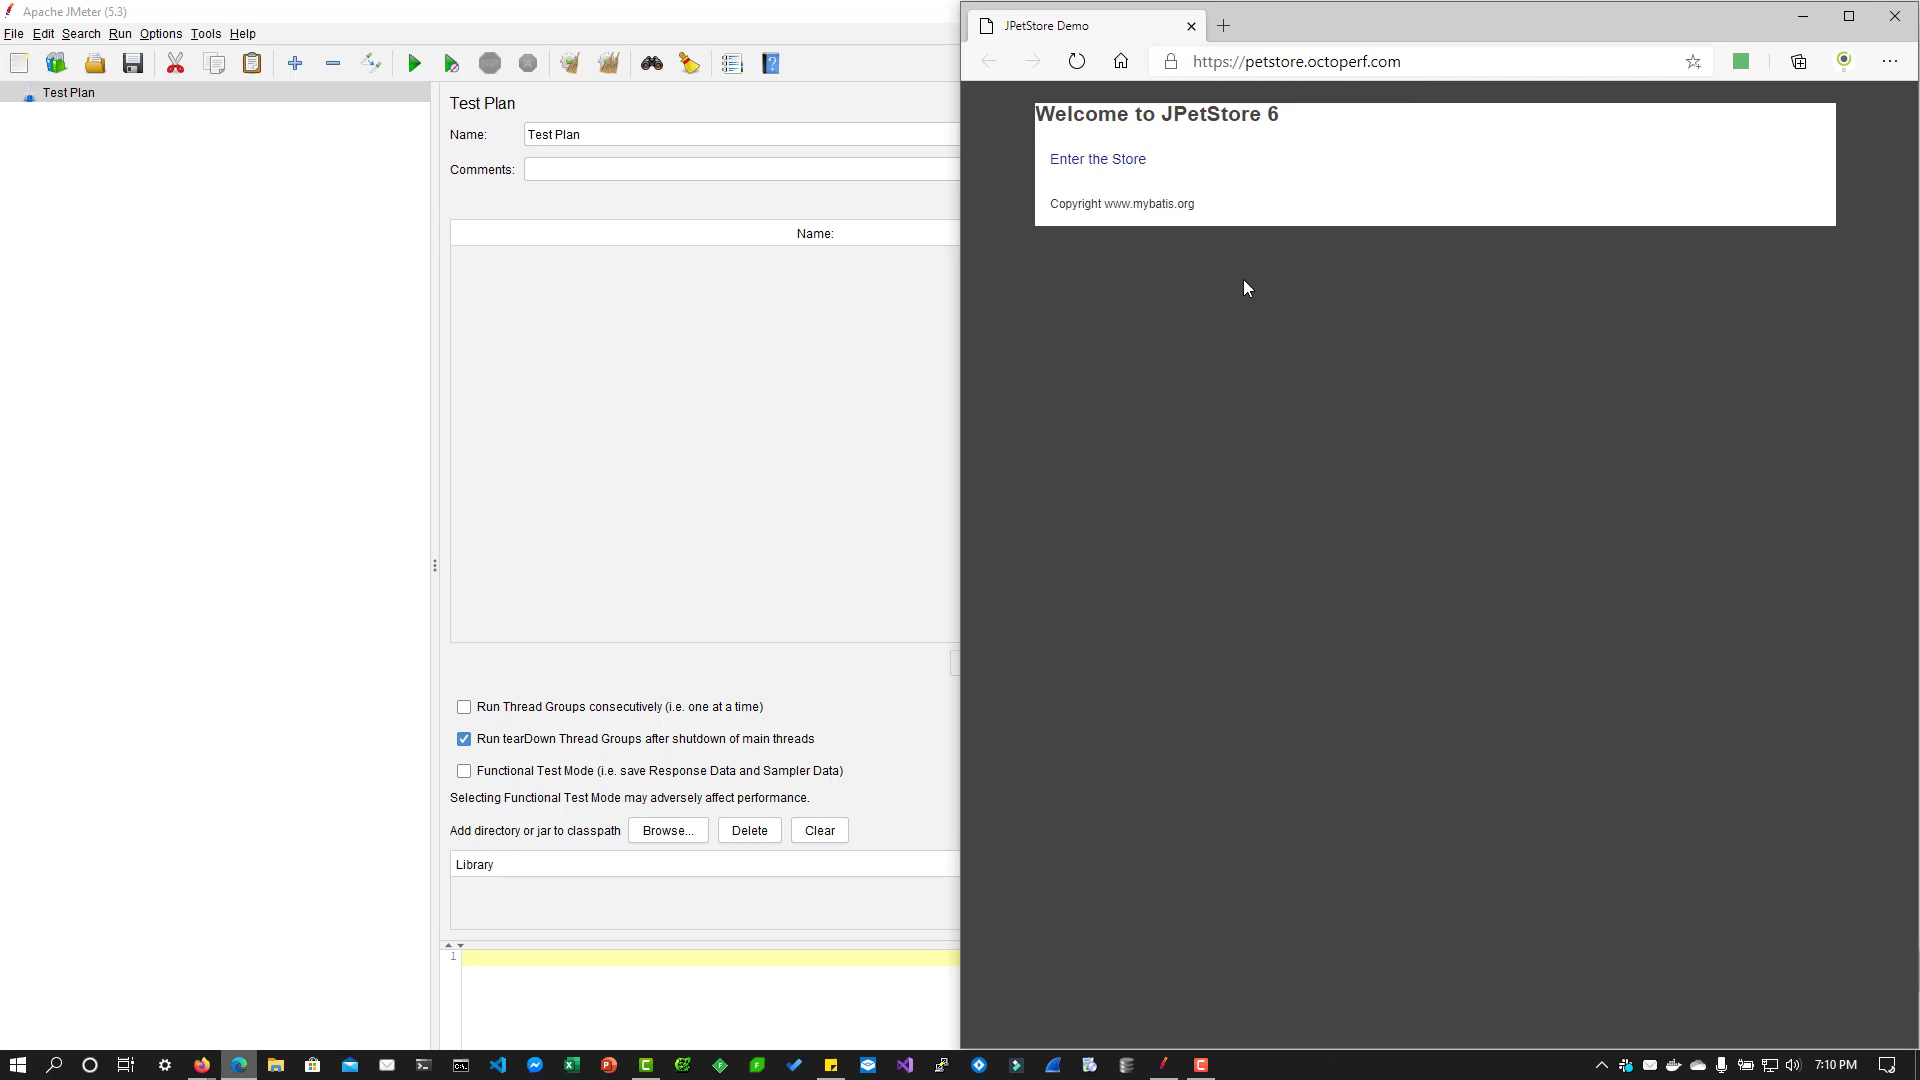 Apache JMeter (5.3)
File Edit Search Run Options Tools Help
Test Plan
Test Plan
Name: Test Plan
Comments:
Name:
Run Thread Groups consecutively (i.e. one at a time)
Run tearDown Thread Groups after shutdown of main threads
Functional Test Mode (i.e. save Response Data and Sampler Data)
Selecting Functional Test Mode may adversely affect performance.
Add directory or jar to classpath Browse... Delete Clear
Library
1
JPetStore Demo
https://petstore.octoperf.com
Welcome to JPetStore 6
Enter the Store
Copyright www.mybatis.org
7:10 PM